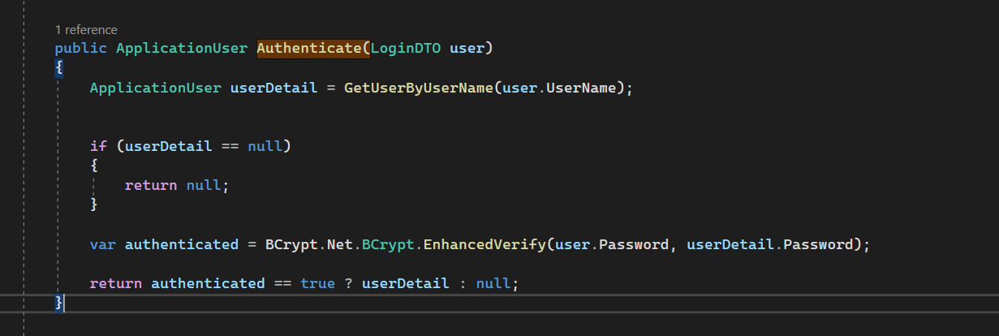 1 reference
public ApplicationUser Authenticate(LoginDTO user)
{
ApplicationUser userDetail = GetUserByUserName(user.UserName);
if (userDetail == null)
{
return null;
}
var authenticated = BCrypt.Net.BCrypt.EnhancedVerify(user.Password, userDetail.Password);
return authenticated == true ? userDetail : null;
}